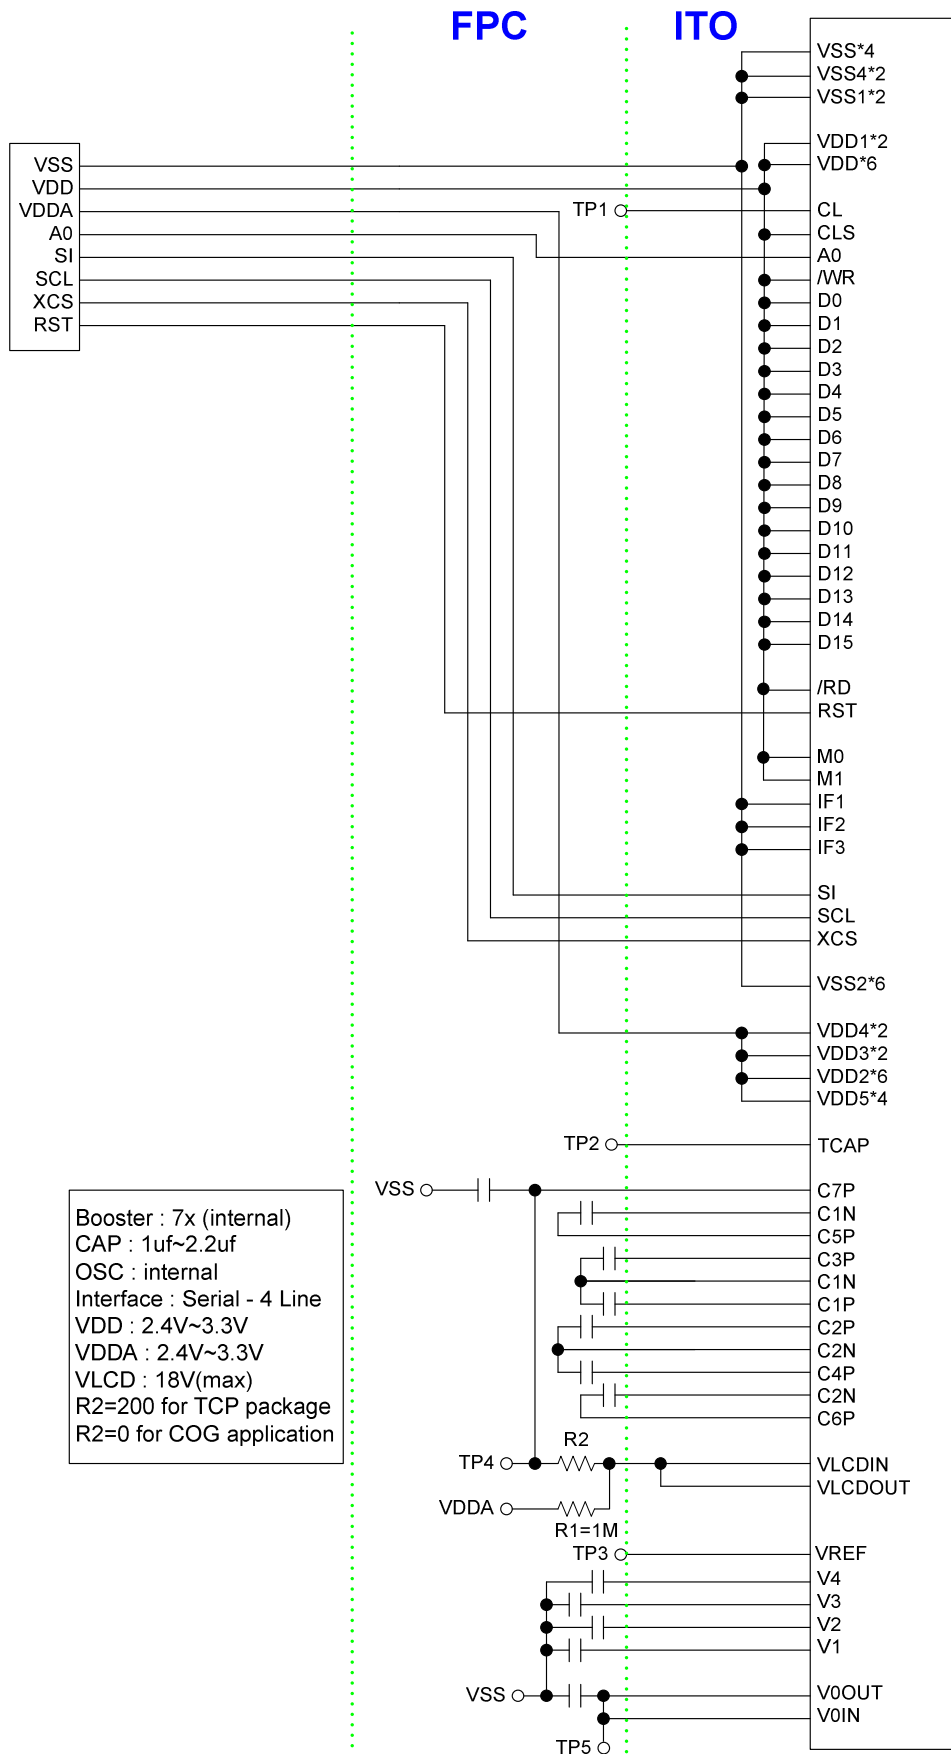 FPC
ITO
VSS*4
VSS4*2
VSS1*2
VDD1*2
VDD*6
CL
CLS
A0
/WR
D0
D1
D2
D3
D4
D5
D6
D7
D8
D9
D10
D11
D12
D13
D14
D15
/RD
RST
M0
M1
IF1
IF2
IF3
SI
SCL
XCS
VSS2*6
VDD4*2
VDD3*2
VDD2*6
VDD5*4
TCAP
C7P
C1N
C5P
C3P
C1N
C1P
C2P
C2N
C4P
C2N
C6P
VLCDIN
VLCDOUT
VREF
V4
V3
V2
V1
V0OUT
V0IN
VSS
VDD
VDDA
A0
SI
SCL
XCS
RST
TP1
TP2
VSS
R2
TP4
VDDA
R1=1M
TP3
VSS
TP5
Booster : 7x (internal)
CAP : 1uf~2.2uf
OSC : internal
Interface : Serial - 4 Line
VDD : 2.4V~3.3V
VDDA : 2.4V~3.3V
VLCD : 18V(max)
R2=200 for TCP package
R2=0 for COG application